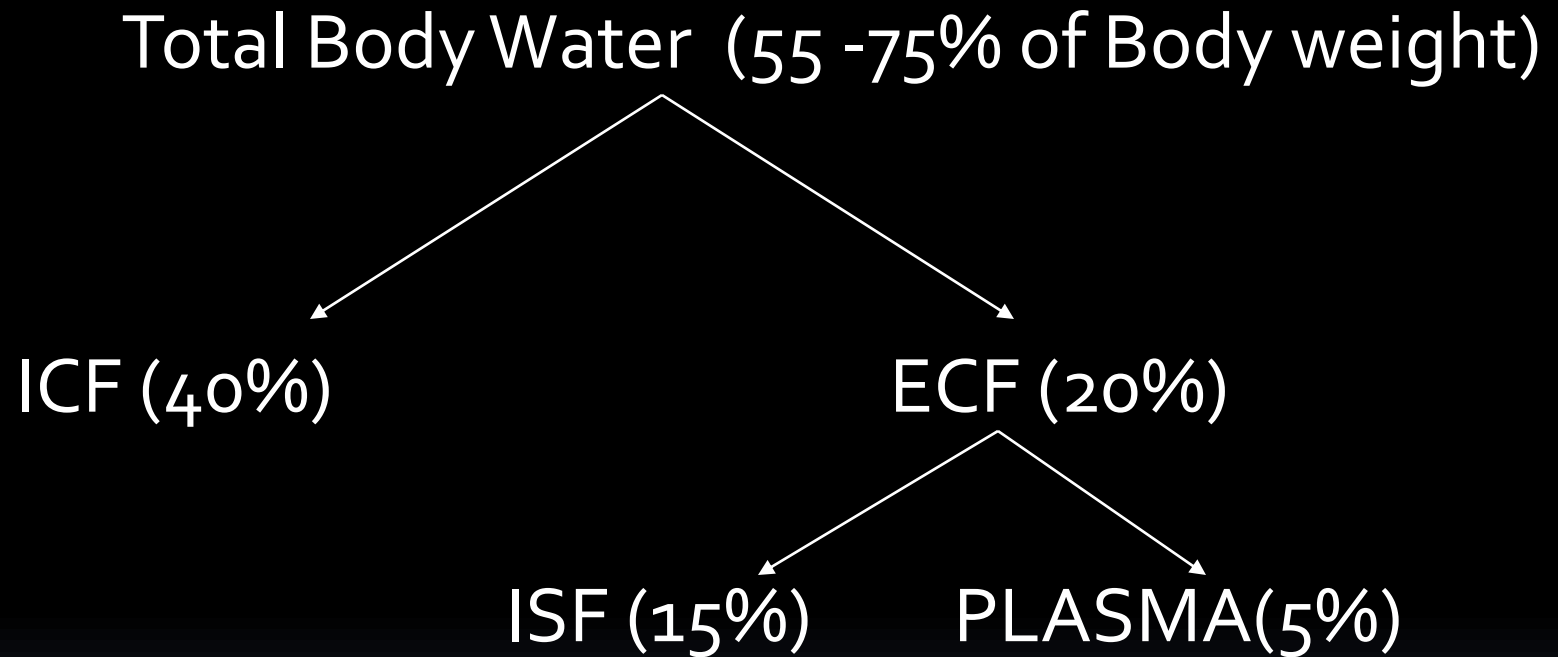 Total Body Water (55 -75% of Body weight)
ICF (40%) ECF (20%)
ISF (15%) PLASMA(5%)